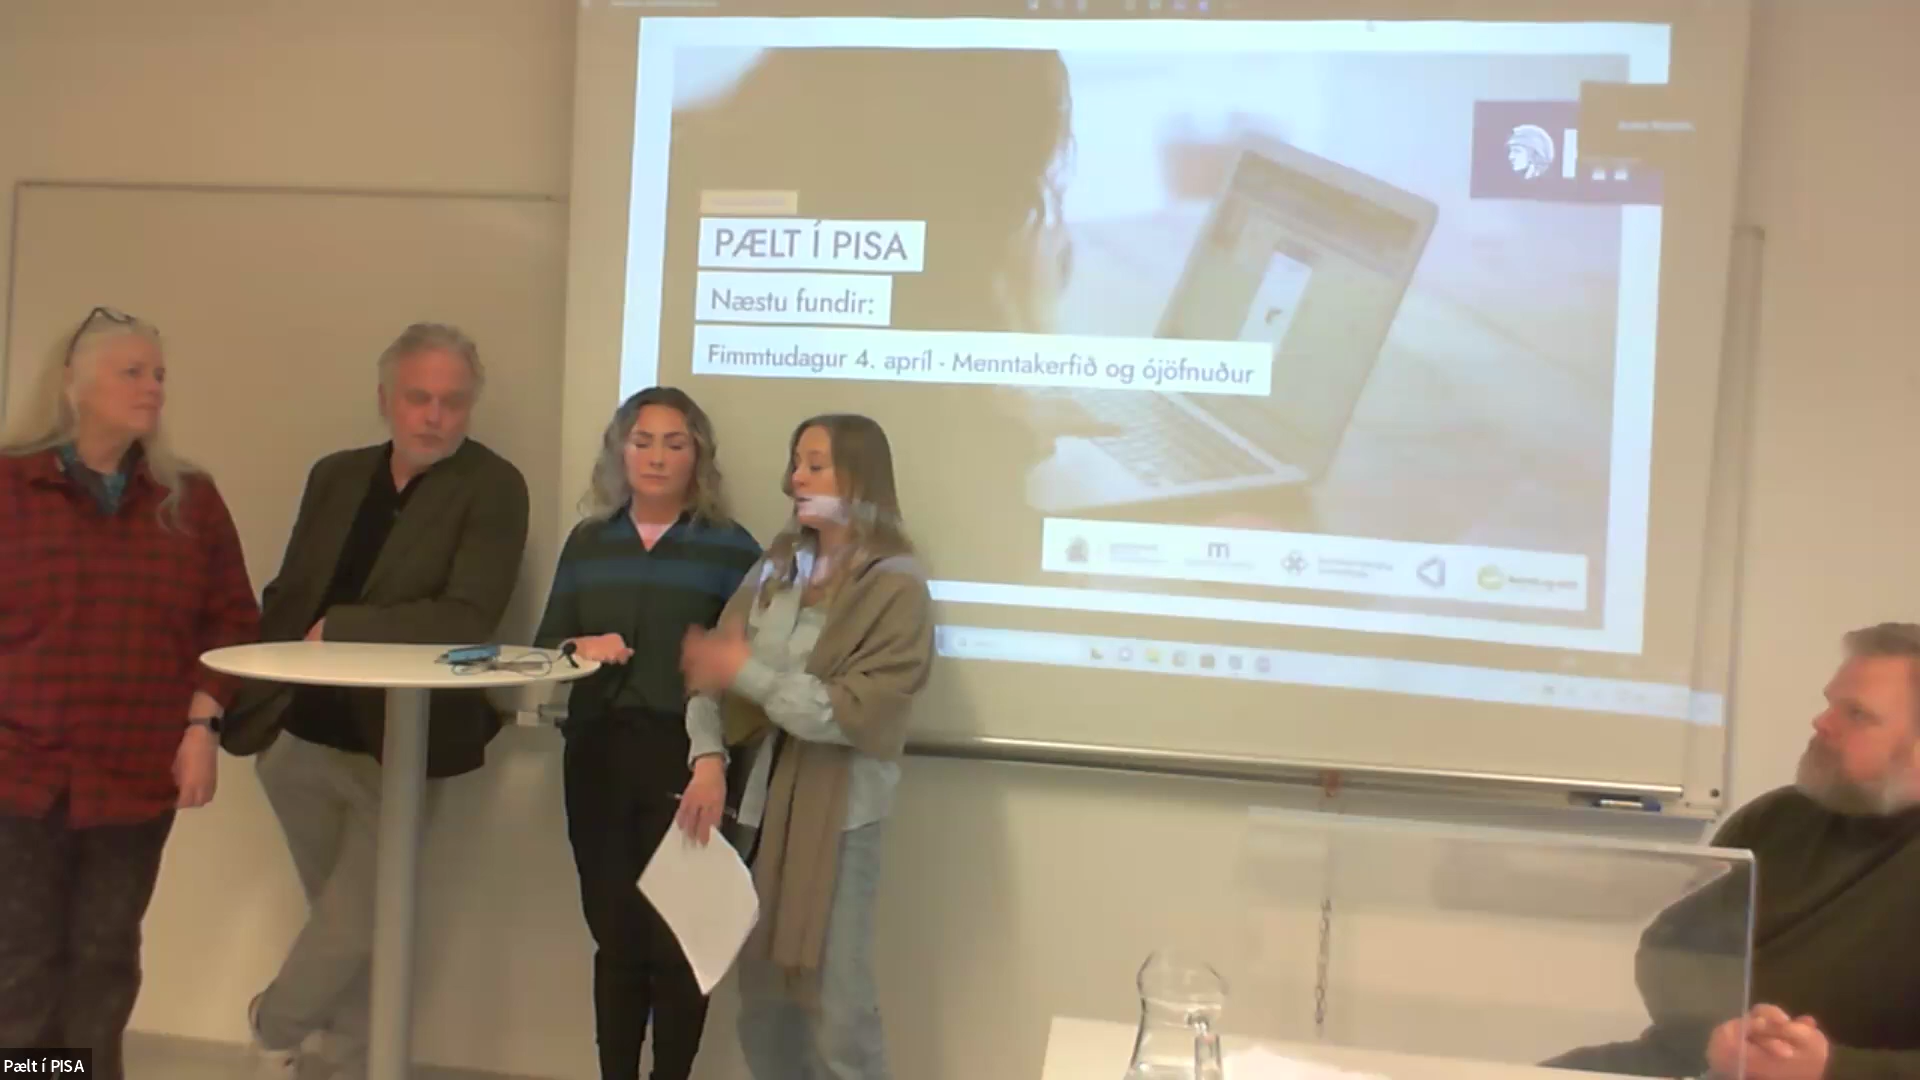 PÆLT Í PISA
Næstu fundir:
Fimmtudagur 4. apríl - Menntakerfið og ójöfnuður
m
Pælt í PISA